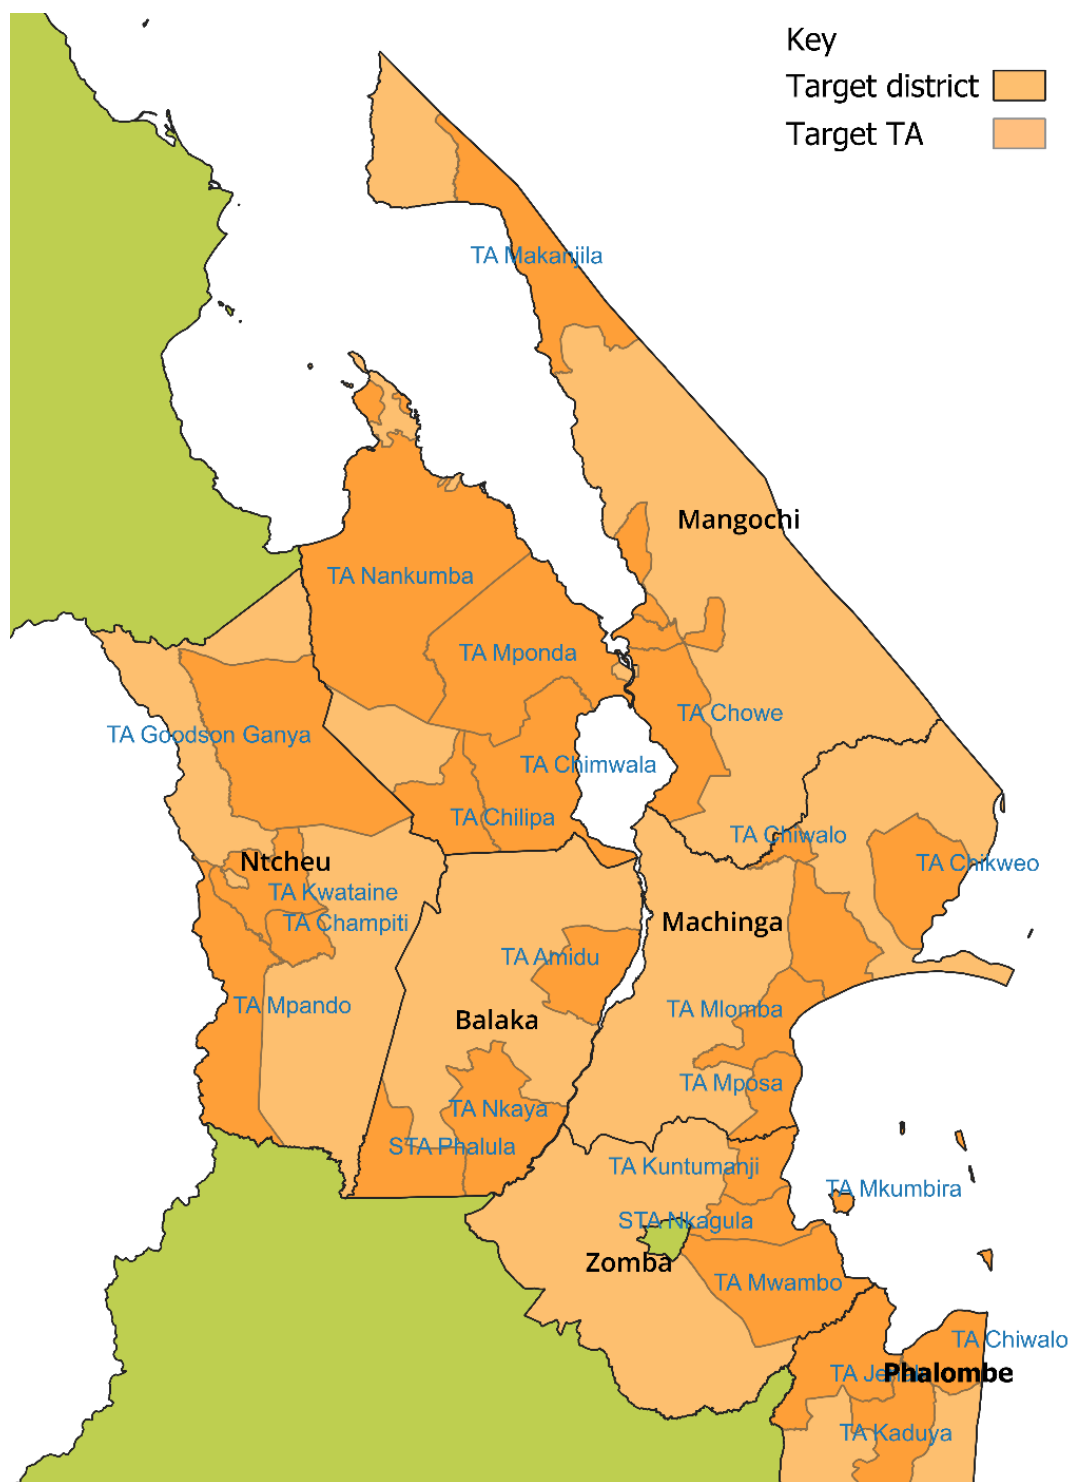 Key
Target district
Target TA
TA Makanjila
Mangochi
TA Nankumba
TA Mponda
TA Chowe
TA Goodson Ganya
TA Chimwala
TA Chilipa
TA Chiwalo
Ntcheu
TA Chikweo
TA Kwataine
TA Champiti
Machinga
TA Amidu
TA Mpando
TA Mlomba
Balaka
TA Mposa
TA Nkaya
STA Phalula
TA Kuntumanji
TA Mkumbira
STA Nkagula
Zomba
TA Mwambo
TA Chiwalo
TA
Phalombe
TA Kaduya